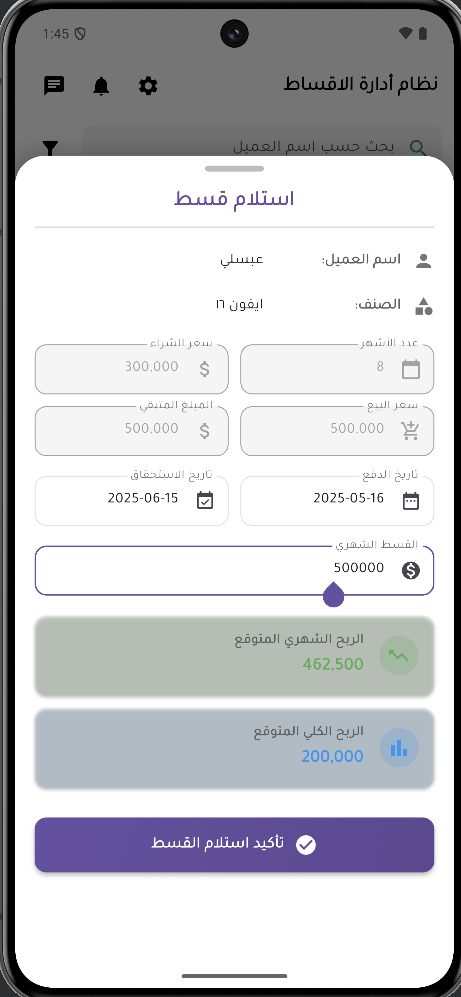 1:45
نظام أدارة الاقساط
بحث حسب اسم العميل
استلام قسط
اسم العميل: عبسلي
الصنف: ايفون ١٦
عدد الأشهر سعر الشراء
8 300,000
سعر البيع المبلغ المتبقي
500,000 500,000
تاريخ الدفع تاريخ الاستحقاق
2025-05-16 2025-06-15
القسط الشهري
500000
الربح الشهري المتوقع
462,500
الربح الكلي المتوقع
200,000
تأكيد استلام القسط